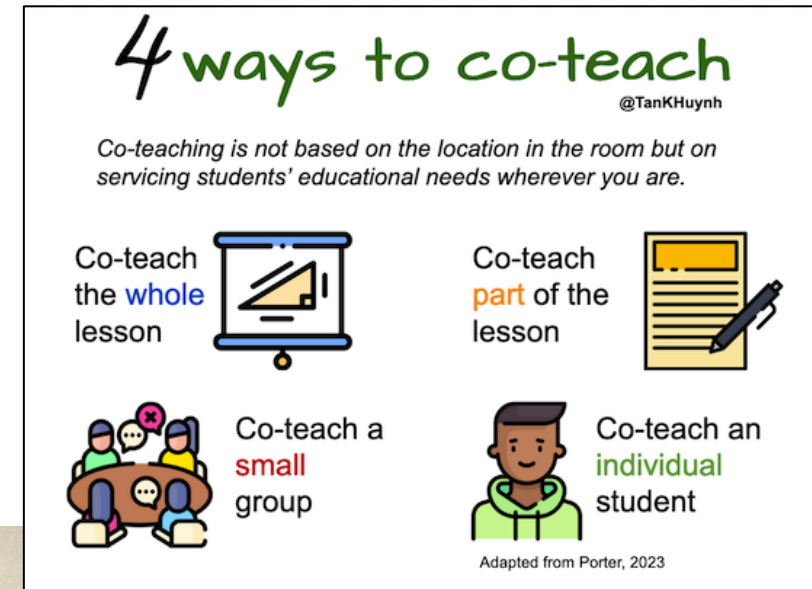 4 ways to co-teach
@TanKHuynh
Co-teaching is not based on the location in the room but on
servicing students' educational needs wherever you are.
Co-teach
the whole
lesson
Co-teach
part of the
lesson
Co-teach a
small
group
Co-teach an
individual
student
Adapted from Porter, 2023